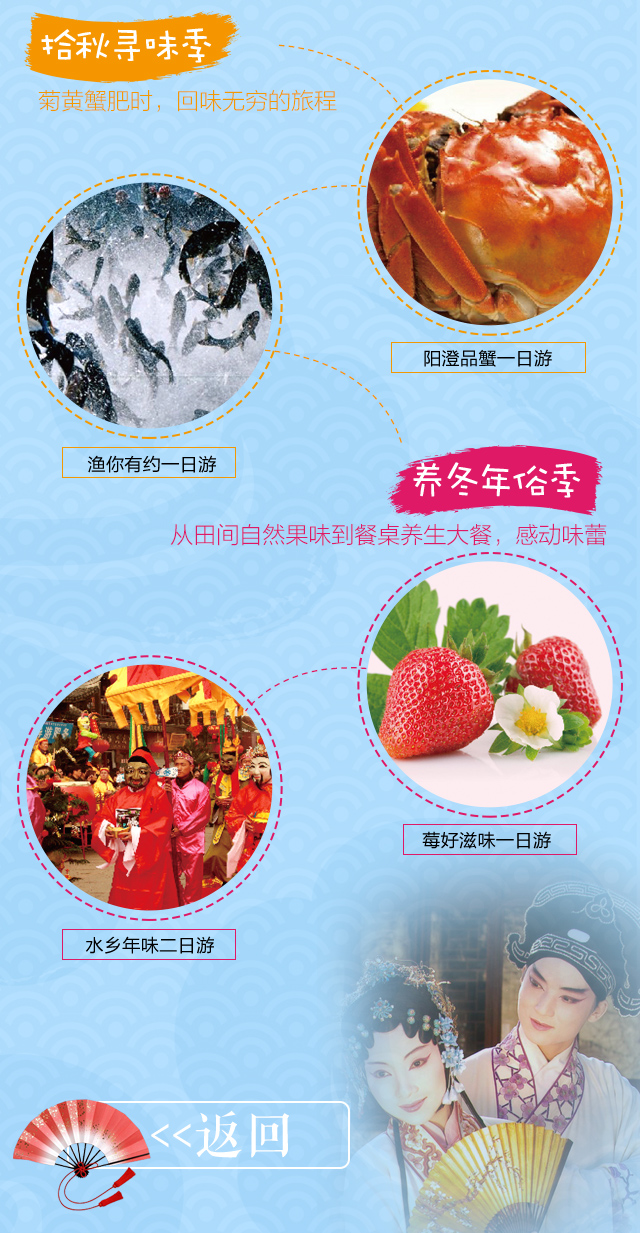 拾秋寻味季
菊黄蟹肥时，回味无穷的旅程
阳澄品蟹一日游
渔你有约一日游
养冬年俗季
从田间自然果味到餐桌养生大餐，感动味蕾
莓好滋味一日游
水乡年味二日游
<<返回